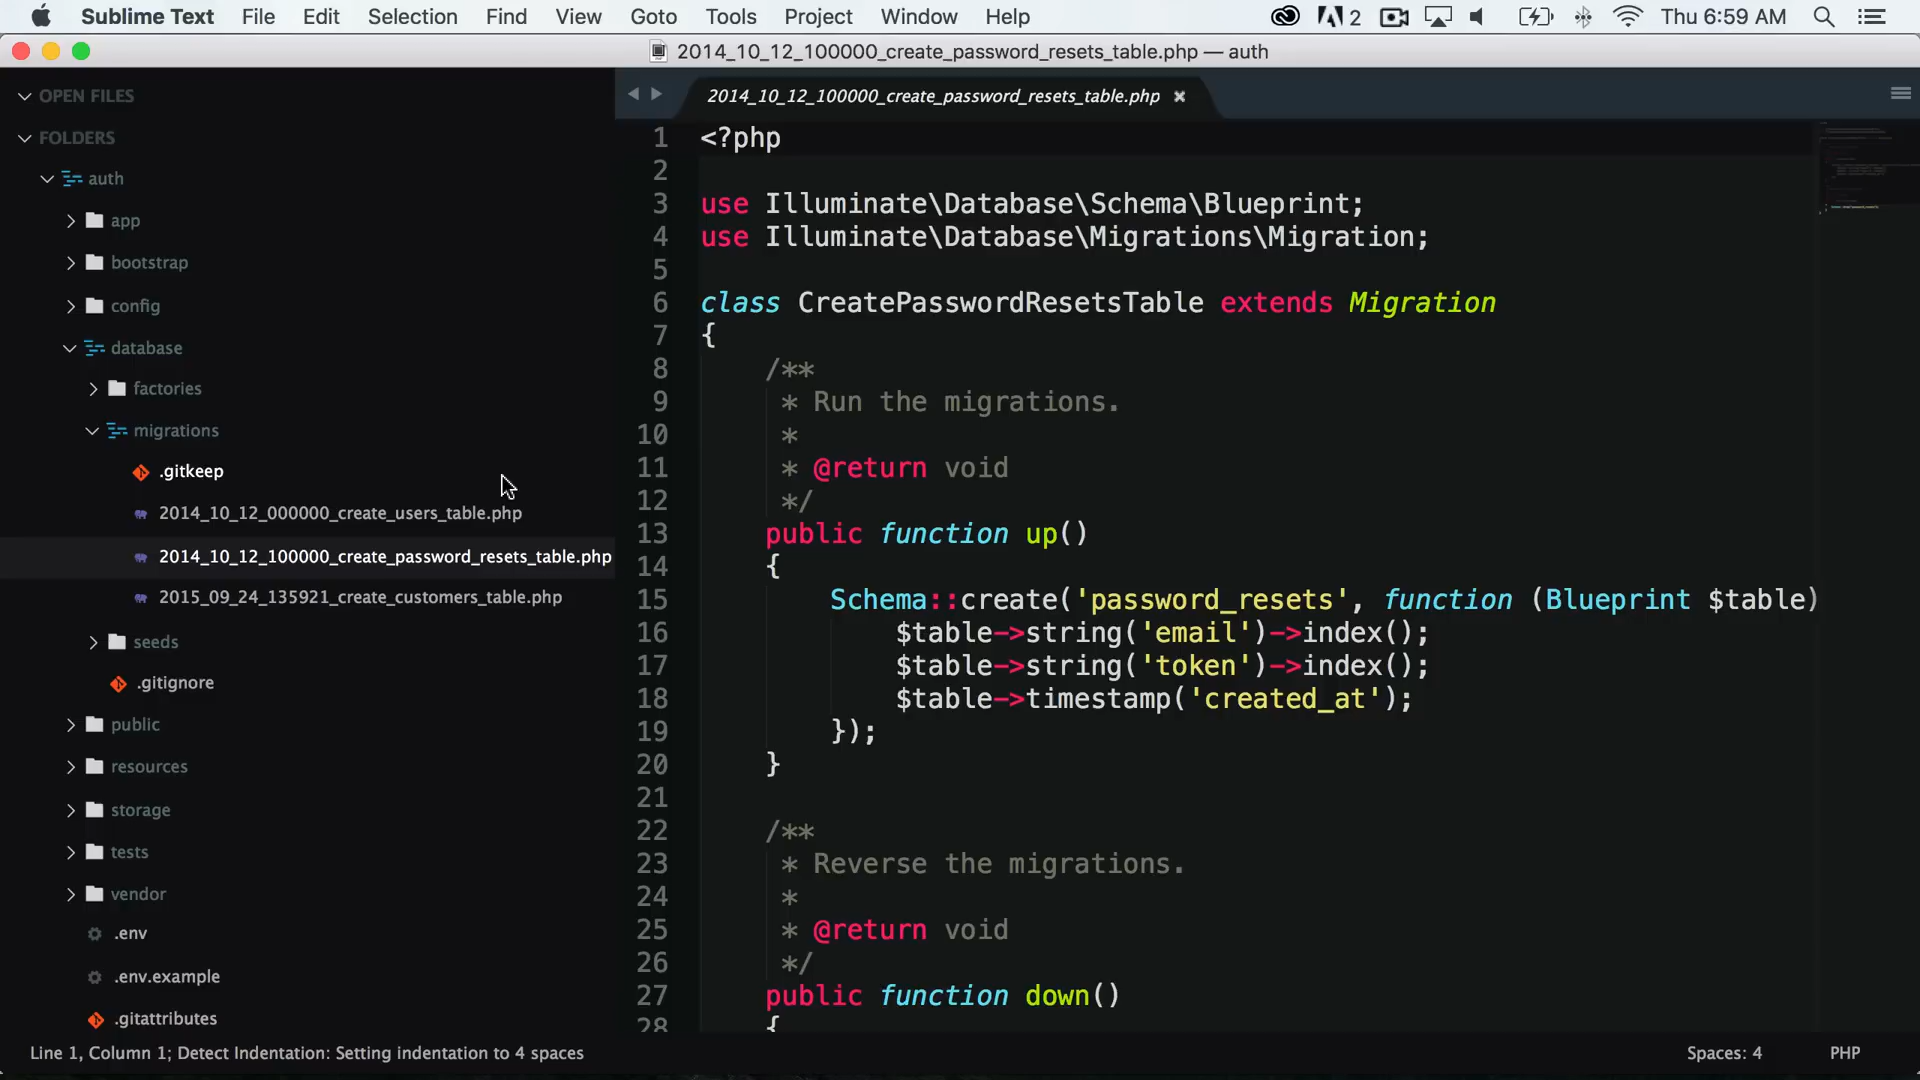 Sublime Text File Edit Selection Find View Goto Tools Project Window Help 2 Thu 6:59 AM
2014_10_12_100000_create_password_resets_table.php — auth
OPEN FILES
FOLDERS
auth
app
bootstrap
config
database
factories
migrations
.gitkeep
2014_10_12_000000_create_users_table.php
2014_10_12_100000_create_password_resets_table.php
2015_09_24_135921_create_customers_table.php
seeds
.gitignore
public
resources
storage
tests
vendor
.env
.env.example
.gitattributes
2014_10_12_100000_create_password_resets_table.php
1 <?php
2
3 use Illuminate\Database\Schema\Blueprint;
4 use Illuminate\Database\Migrations\Migration;
5
6 class CreatePasswordResetsTable extends Migration
7 {
8 /**
9 * Run the migrations.
10 *
11 * @return void
12 */
13 public function up()
14 {
15 Schema::create('password_resets', function (Blueprint $table)
16 $table->string('email')->index();
17 $table->string('token')->index();
18 $table->timestamp('created_at');
19 });
20 }
21
22 /**
23 * Reverse the migrations.
24 *
25 * @return void
26 */
27 public function down()
28 {
Line 1, Column 1; Detect Indentation: Setting indentation to 4 spaces Spaces: 4 PHP